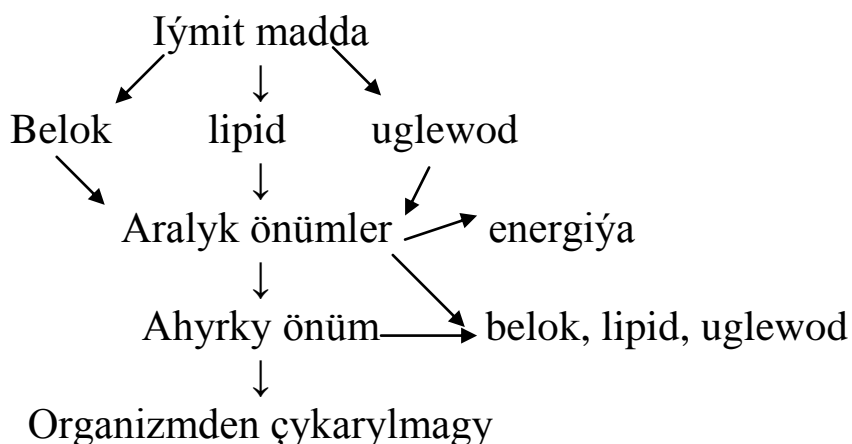 Iýmit madda
↓
Belok lipid uglewod
↓
Aralyk önümler energiýa
↓
Ahyrky önüm belok, lipid, uglewod
↓
Organizmden çykarylmagy